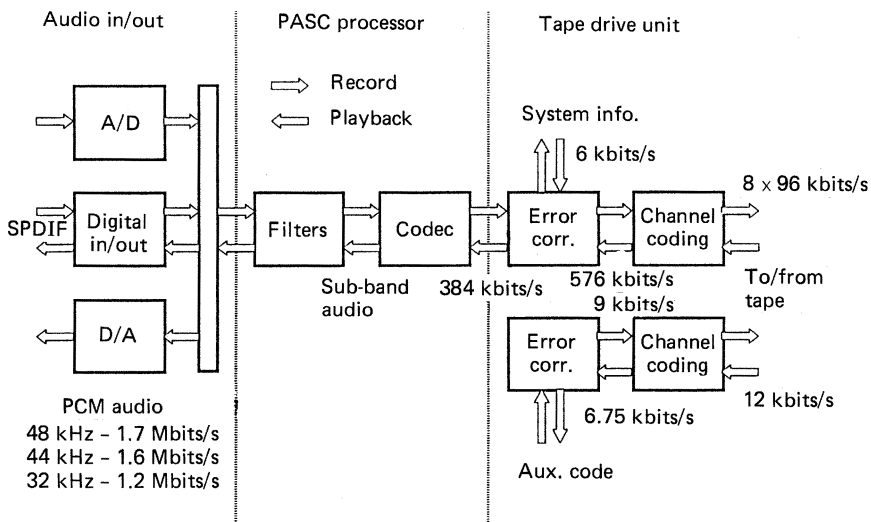 Audio in/out
PASC processor
Tape drive unit
Record
Playback
System info.
6 kbits/s
A/D
8 x 96 kbits/s
SPDIF
Digital
in/out
Filters
Codec
Error
corr.
Channel
coding
Sub-band
audio
384 kbits/s
576 kbits/s
9 kbits/s
To/from
tape
D/A
Error
corr.
Channel
coding
PCM audio
48 kHz – 1.7 Mbits/s
44 kHz – 1.6 Mbits/s
32 kHz – 1.2 Mbits/s
6.75 kbits/s
12 kbits/s
Aux. code